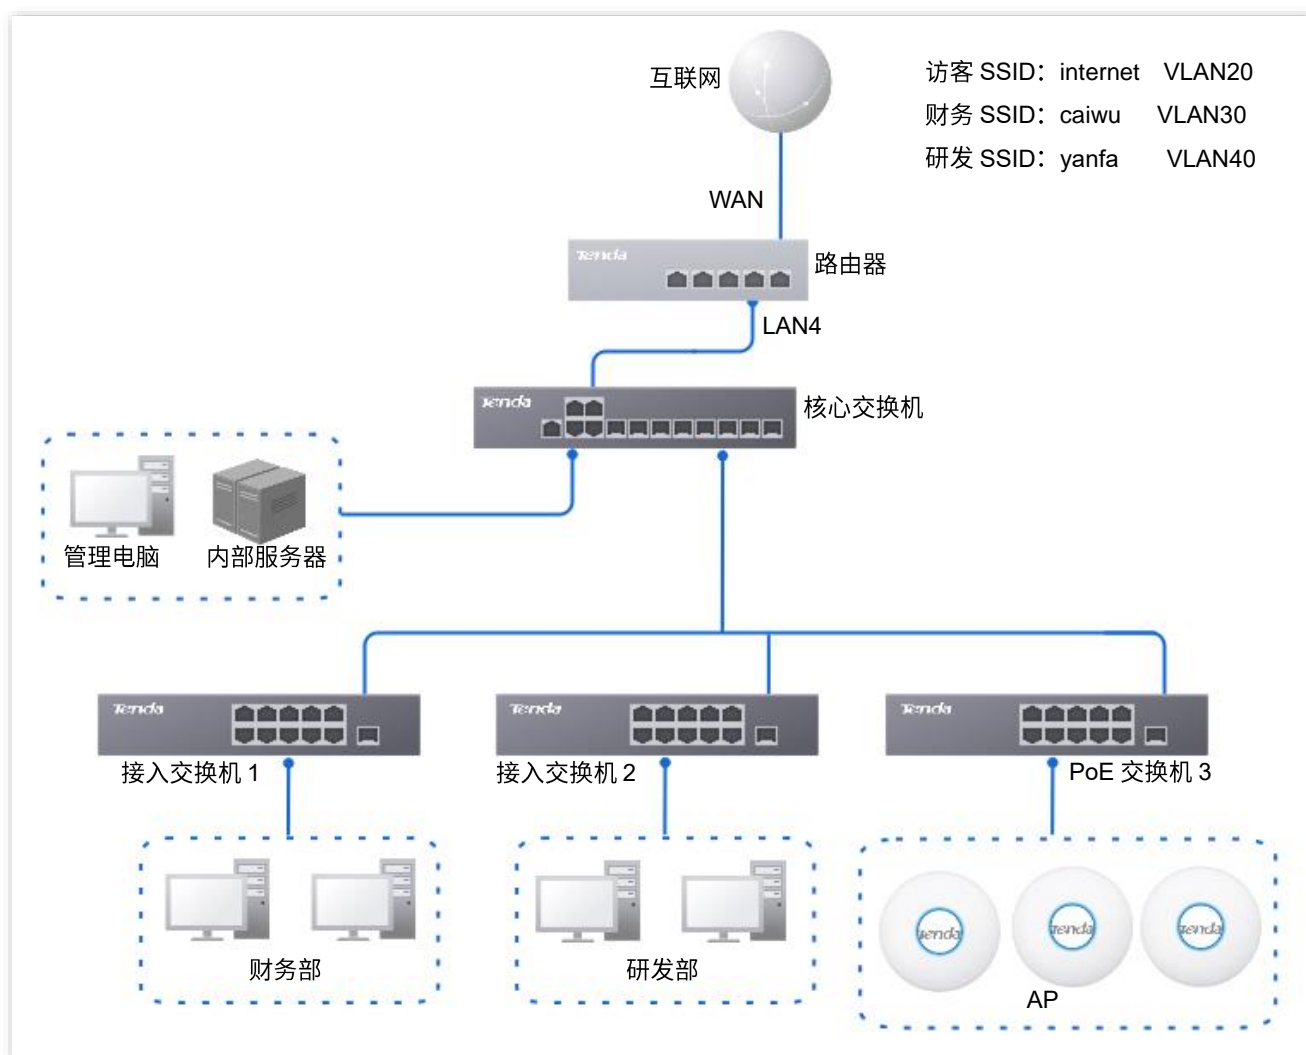 互联网
访客 SSID：internet VLAN20
财务 SSID：caiwu VLAN30
研发 SSID：yanfa VLAN40
WAN
Tenda
路由器
LAN4
Tenda
核心交换机
管理电脑
内部服务器
Tenda
Tenda
Tenda
接入交换机 1
接入交换机 2
PoE 交换机 3
Tenda
Tenda
Tenda
财务部
研发部
AP